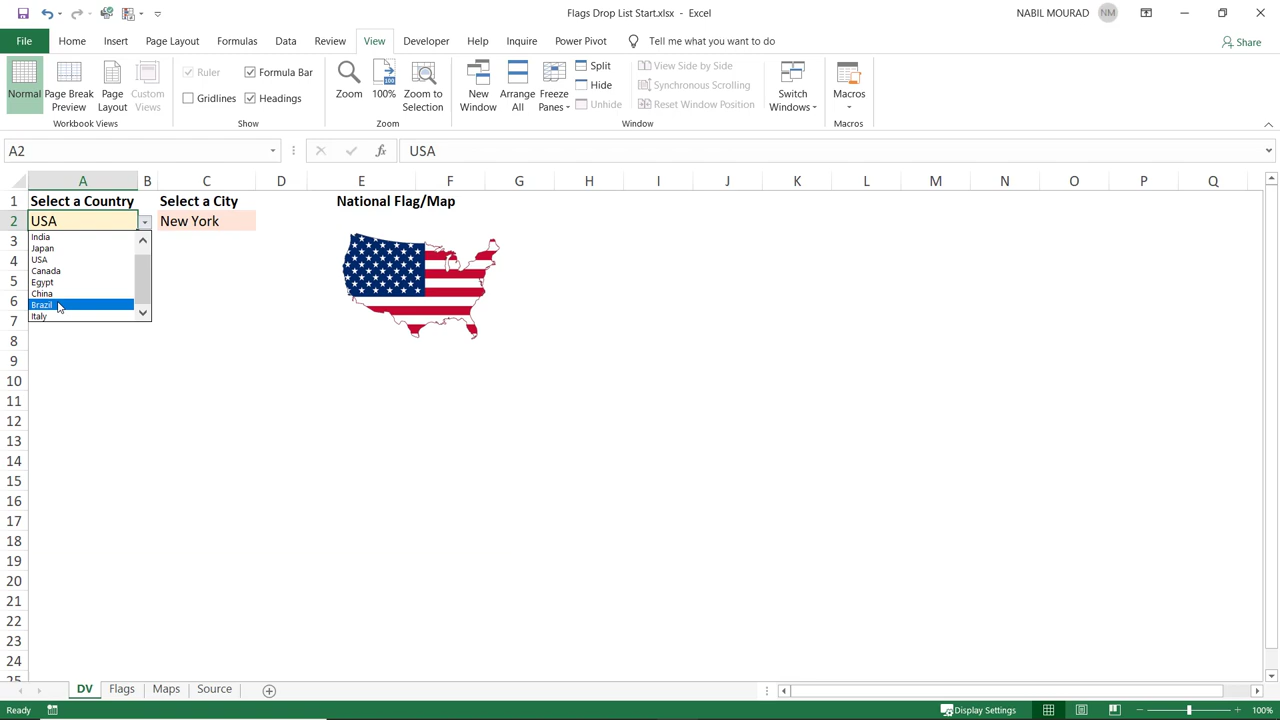 Flags Drop List Start.xlsx - Excel
NABIL MOURAD NM
File Home Insert Page Layout Formulas Data Review View Developer Help Inquire Power Pivot Tell me what you want to do Share
Normal
Page Break Preview
Page Layout
Custom Views
Workbook Views
Ruler
Formula Bar
Gridlines
Headings
Show
Zoom
100%
Zoom to Selection
Zoom
New Window
Arrange All
Freeze Panes
Split
Hide
Unhide
View Side by Side
Synchronous Scrolling
Reset Window Position
Window
Switch Windows
Macros
Macros
A2 fx USA
A B C D E F G H I J K L M N O P Q
1 Select a Country Select a City National Flag/Map
2 USA New York
India
Japan
USA
Canada
Egypt
China
Brazil
Italy
3
4
5
6
7
8
9
10
11
12
13
14
15
16
17
18
19
20
21
22
23
24
25
DV Flags Maps Source
Ready Display Settings 100%